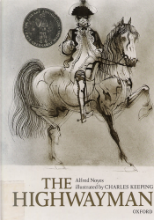 Alfred Noyes
illustrated by CHARLES KEEPING
THE
HIGHWAYMAN
OXFORD